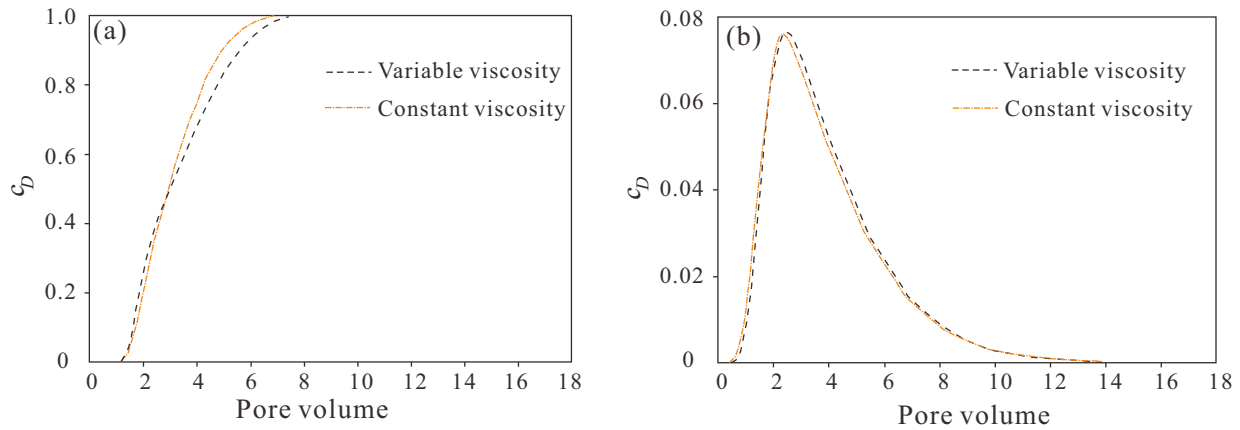 (a)
1.0
0.8
0.6
0.4
0.2
0
c_D
Variable viscosity
Constant viscosity
0 2 4 6 8 10 12 14 16 18
Pore volume
(b)
0.08
0.06
0.04
0.02
0
c_D
Variable viscosity
Constant viscosity
0 2 4 6 8 10 12 14 16 18
Pore volume